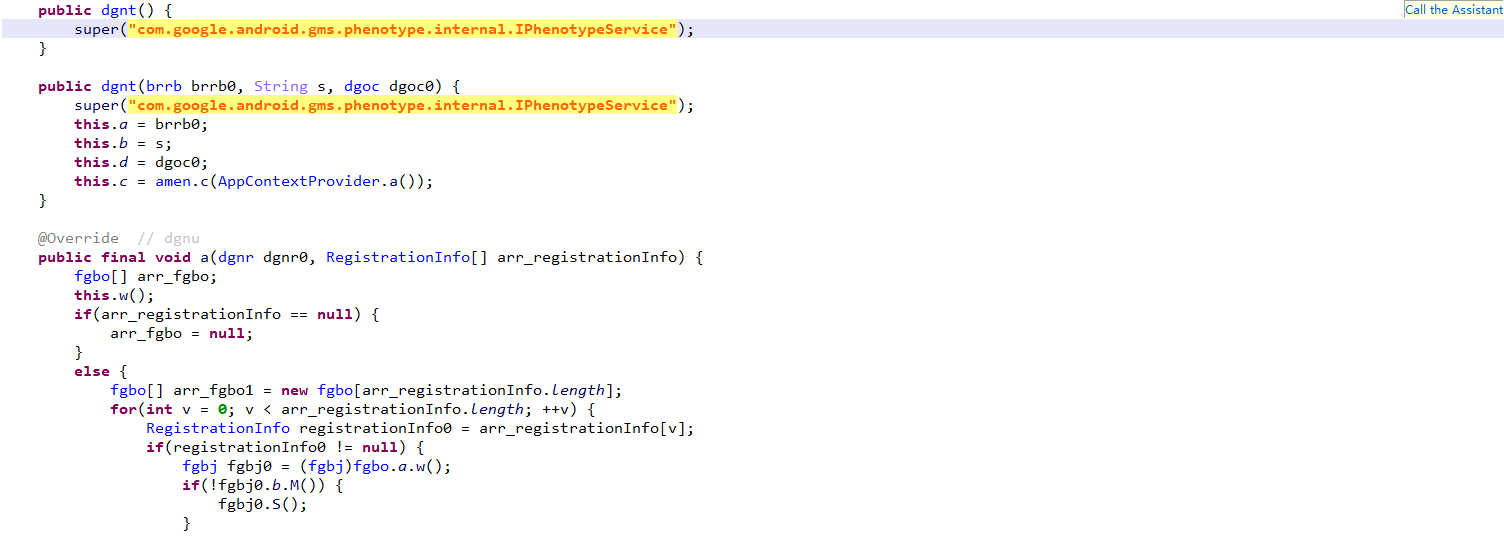 public dgnt() {
Call the Assistant
super("com.google.android.gms.phenotype.internal.IPhenotypeService");
}
public dgnt(brrb brrb0, String s, dgoc dgoc0) {
super("com.google.android.gms.phenotype.internal.IPhenotypeService");
this.a = brrb0;
this.b = s;
this.d = dgoc0;
this.c = amen.c(AppContextProvider.a());
}
@Override  // dgnu
public final void a(dgnr dgnr0, RegistrationInfo[] arr_registrationInfo) {
fgbo[] arr_fgbo;
this.w();
if(arr_registrationInfo == null) {
arr_fgbo = null;
}
else {
fgbo[] arr_fgbo1 = new fgbo[arr_registrationInfo.length];
for(int v = 0; v < arr_registrationInfo.length; ++v) {
RegistrationInfo registrationInfo0 = arr_registrationInfo[v];
if(registrationInfo0 != null) {
fgbj fgbj0 = (fgbj)fgbo.a.w();
if(!fgbj0.b.M()) {
fgbj0.S();
}